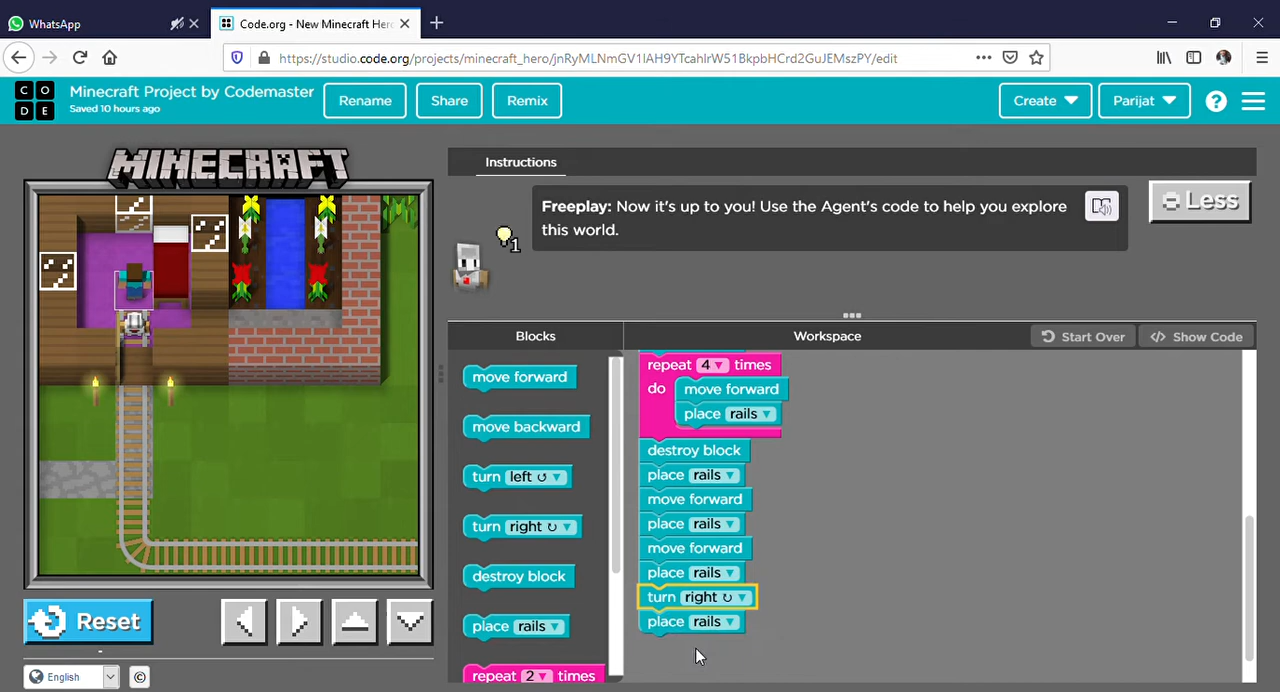 WhatsApp
Code.org - New Minecraft Her
https://studio.code.org/projects/minecraft_hero/jnRyMLNmGV1IAH9YTcahlrW51BkpbHCrd2GuJEMszPY/edit
CO
DE
Minecraft Project by Codemaster
Saved 10 hours ago
Rename
Share
Remix
Create
Parijat
?
MINECRAFT
Instructions
Freeplay: Now it's up to you! Use the Agent's code to help you explore
this world.
1
Less
Blocks
Workspace
Start Over
Show Code
move forward
move backward
turn left
turn right
destroy block
place rails
repeat 2 times
repeat 4 times
do
move forward
place rails
destroy block
place rails
move forward
place rails
move forward
place rails
turn right
place rails
Reset
English
©